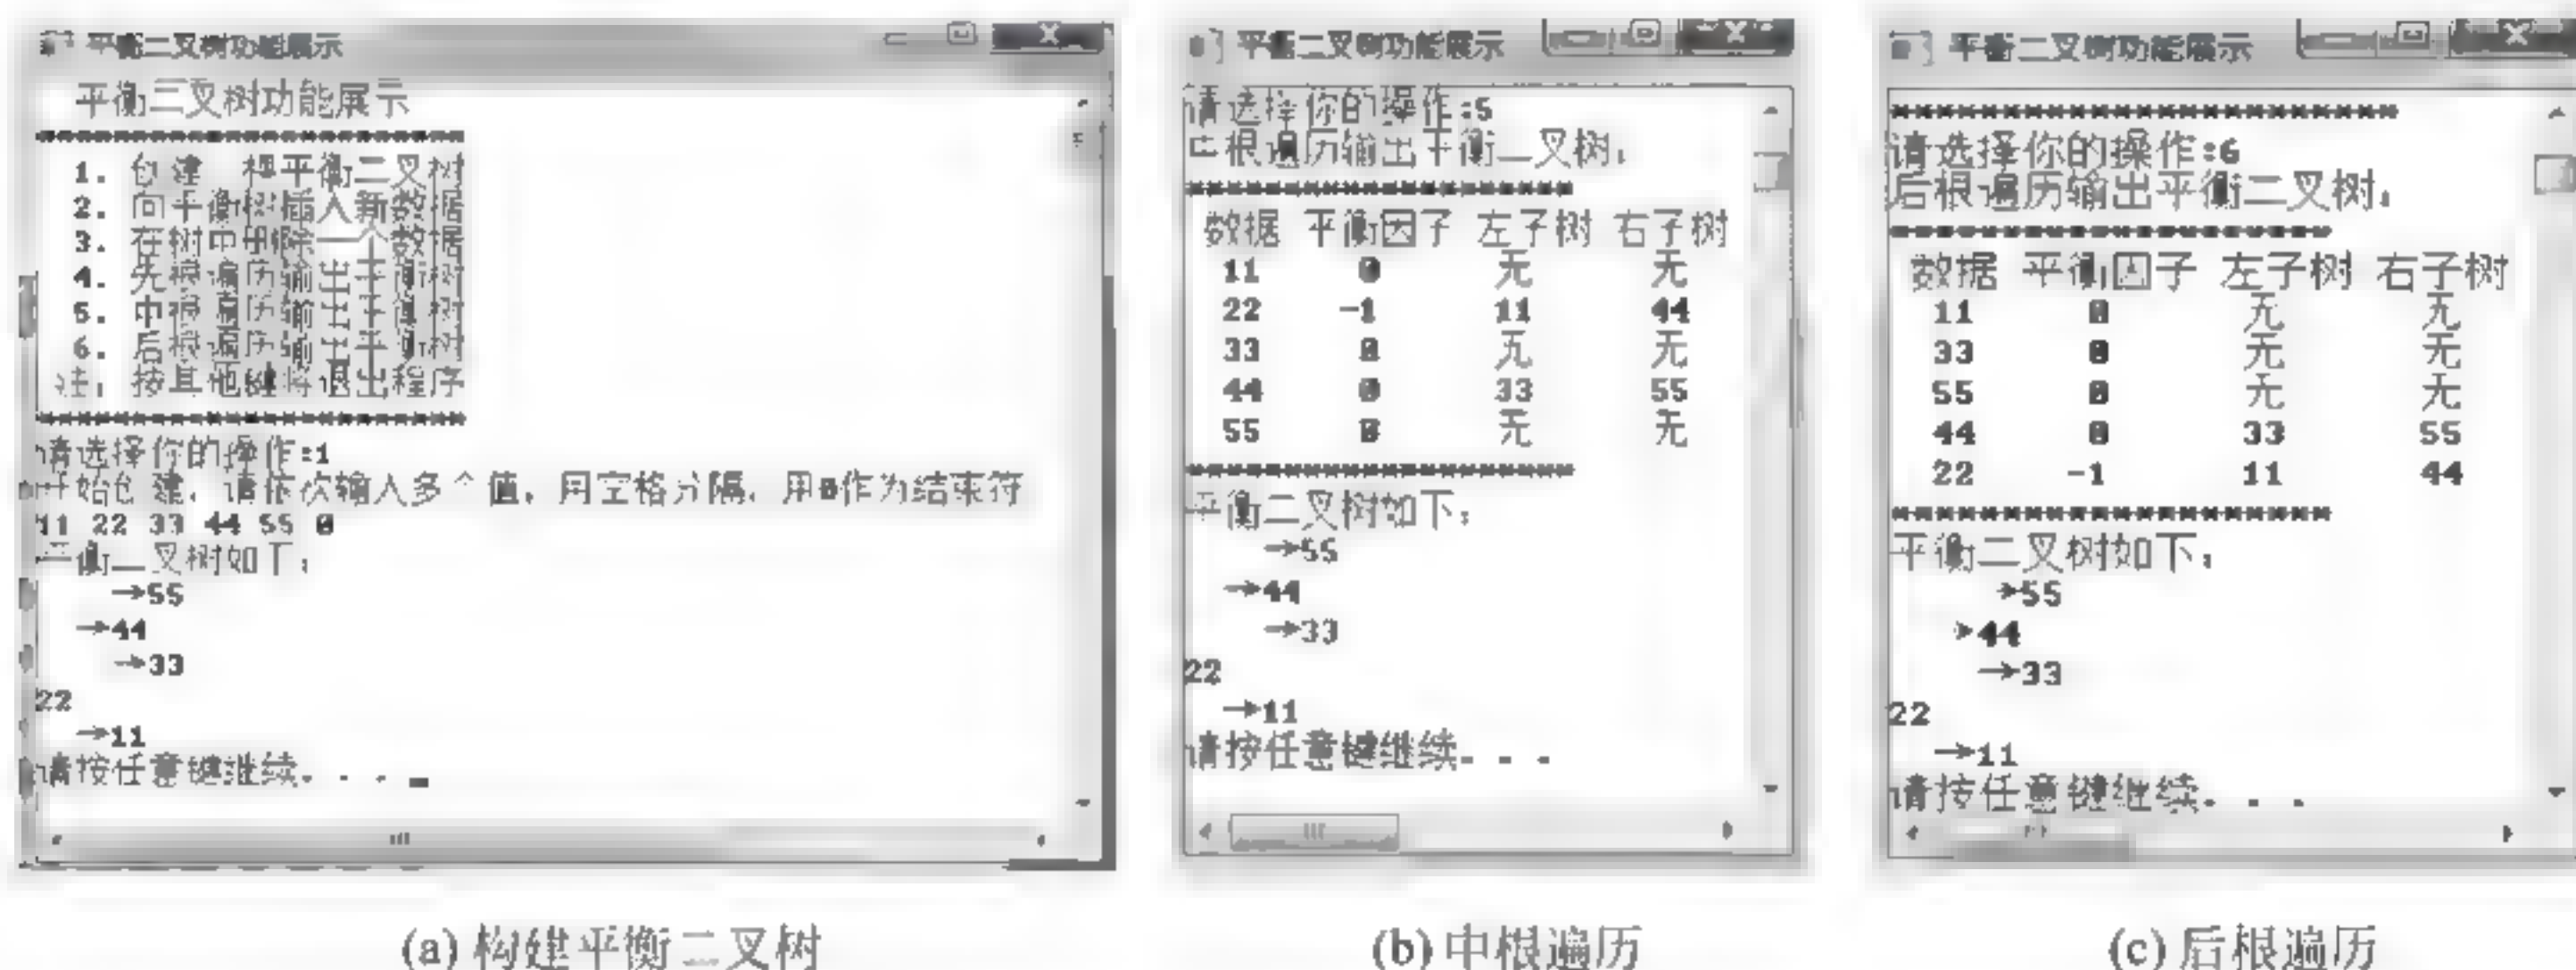 平衡二叉树功能展示
平衡二叉树功能展示
**********************
1. 创建一棵平衡二叉树
2. 向平衡树插入新数据
3. 在树中删除一个数据
4. 先根遍历输出平衡树
5. 中根遍历输出平衡树
6. 后根遍历输出平衡树
注: 按其他键将退出程序
**********************
请选择你的操作:1
开始创建, 请依次输入多个值, 用空格分隔, 用0作为结束符
11 22 33 44 55 0
平衡二叉树如下:
→55
→44
→33
22
→11
请按任意键继续. . .
(a) 构建平衡二叉树
平衡二叉树功能展示
请选择你的操作:5
中根遍历输出平衡二叉树:
**********************
数据 平衡因子 左子树 右子树
11 0 无 无
22 -1 11 44
33 0 无 无
44 0 33 55
55 0 无 无
**********************
平衡二叉树如下:
→55
→44
→33
22
→11
请按任意键继续. . .
(b) 中根遍历
平衡二叉树功能展示
**********************
请选择你的操作:6
后根遍历输出平衡二叉树:
**********************
数据 平衡因子 左子树 右子树
11 0 无 无
33 0 无 无
55 0 无 无
44 0 33 55
22 -1 11 44
**********************
平衡二叉树如下:
→55
→44
→33
22
→11
请按任意键继续. . .
(c) 后根遍历